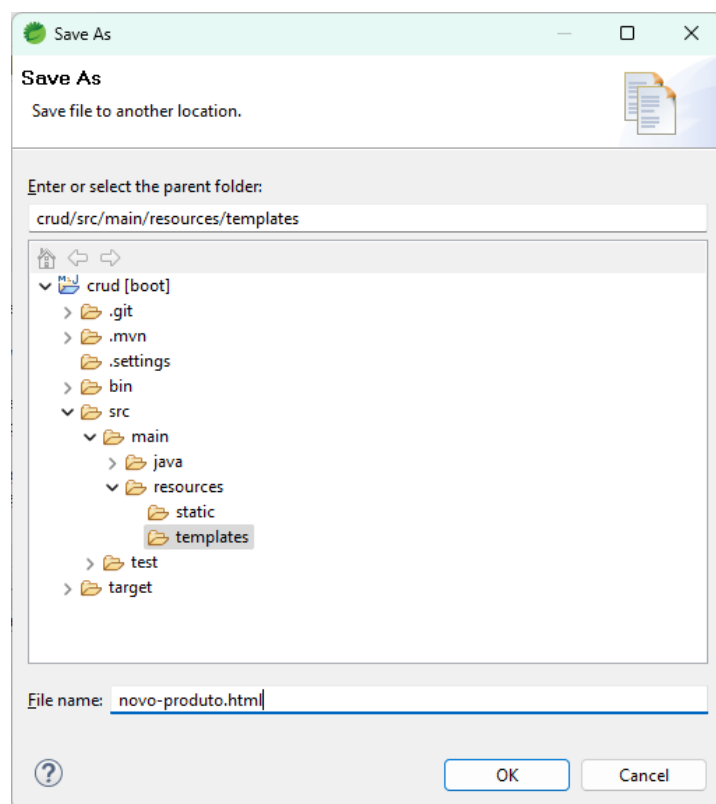 Save As
Save As
Save file to another location.
Enter or select the parent folder:
crud/src/main/resources/templates
crud [boot]
.git
.mvn
.settings
bin
src
main
java
resources
static
templates
test
target
File name: novo-produto.html
OK Cancel